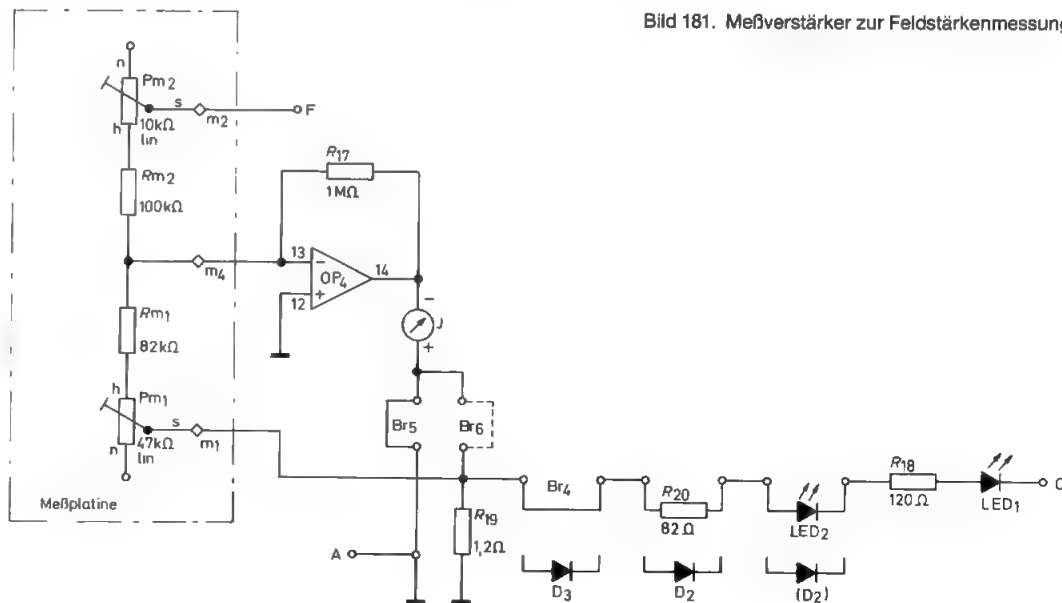 Bild 181. Meßverstärker zur Feldstärkenmessung
n
Pm2
s
m2
F
h
10kΩ
lin
Rm2
100kΩ
R17
1MΩ
m4
13
−
OP4
14
12
+
−
J
+
Rm1
82kΩ
h
Pm1
s
m1
47kΩ
n
lin
Br5
Br6
Meßplatine
R19
1,2Ω
A
Br4
R20
82Ω
LED2
R18
120Ω
LED1
D3
D2
(D2)